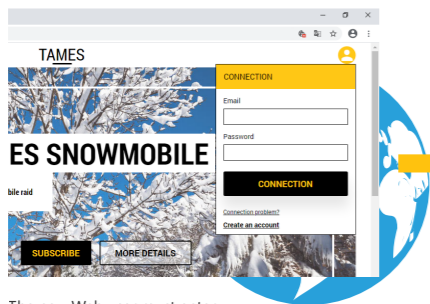 TAMES
CONNECTION
Email
Password
ES SNOWMOBILE
bile raid
CONNECTION
Connection problem?
Create an account
SUBSCRIBE
MORE DETAILS